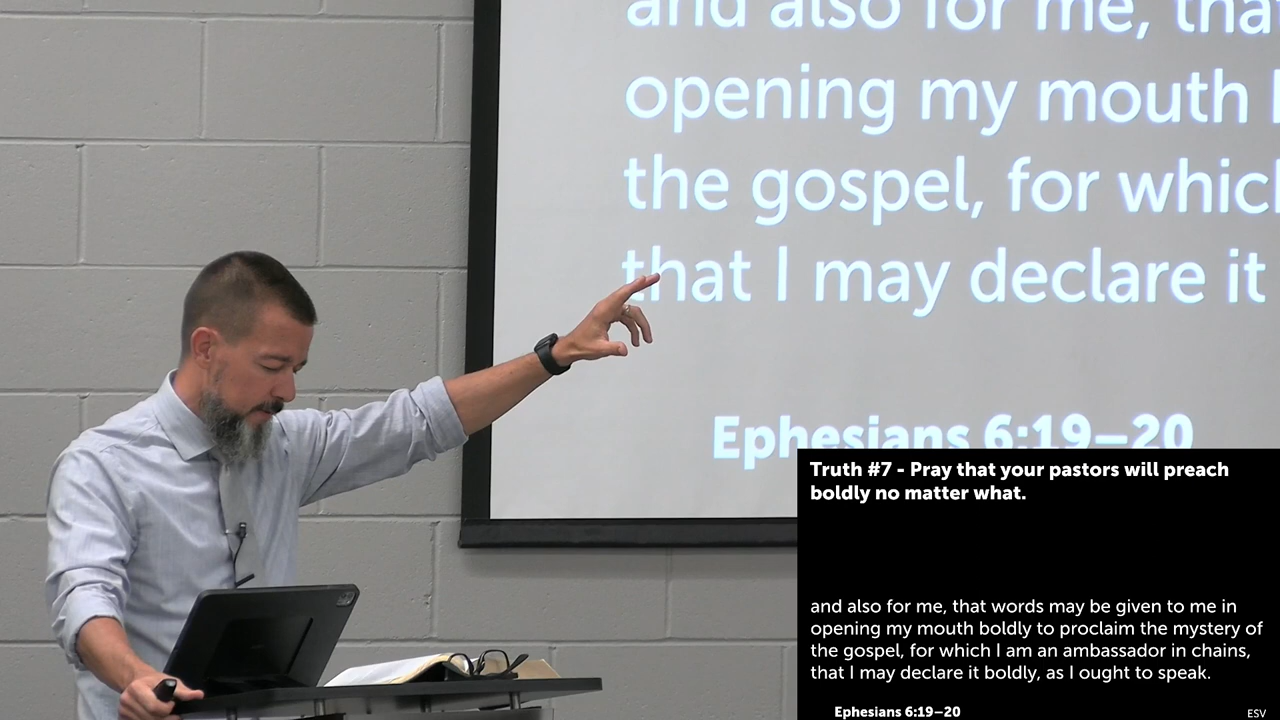 and also for me, that
opening my mouth
the gospel, for which
that I may declare it
Ephesians 6:19–20
Truth #7 - Pray that your pastors will preach
boldly no matter what.
and also for me, that words may be given to me in
opening my mouth boldly to proclaim the mystery of
the gospel, for which I am an ambassador in chains,
that I may declare it boldly, as I ought to speak.
Ephesians 6:19–20
ESV